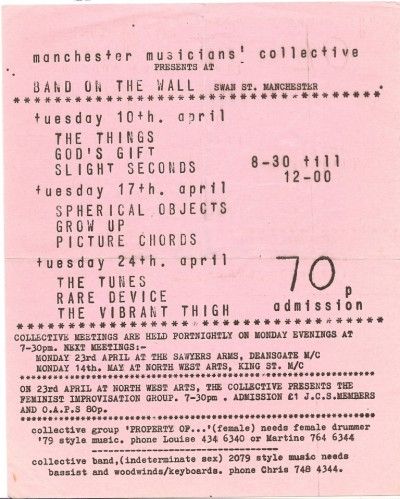 manchester musicians' collective
PRESENTS AT
BAND ON THE WALL SWAN ST. MANCHESTER
tuesday 10th. april
THE THINGS
GOD'S GIFT
SLIGHT SECONDS
8-30 till
12-00
tuesday 17th. april
SPHERICAL OBJECTS
GROW UP
PICTURE CHORDS
tuesday 24th. april
THE TUNES
RARE DEVICE
THE VIBRANT THIGH
70p
admission
COLLECTIVE MEETINGS ARE HELD FORTNIGHTLY ON MONDAY EVENINGS AT
7-30pm. NEXT MEETINGS:-
MONDAY 23rd APRIL AT THE SAWYERS ARMS, DEANSGATE M/C
MONDAY 14th. MAY AT NORTH WEST ARTS, KING ST. M/C
ON 23rd APRIL AT NORTH WEST ARTS, THE COLLECTIVE PRESENTS THE
FEMINIST IMPROVISATION GROUP. 7-30pm . ADMISSION £1 J.C.S.MEMBERS
AND O.A.P.S 80p.
collective group 'PROPERTY OF...'(female) needs female drummer
'79 style music. phone Louise 434 6340 or Martine 764 6344
collective band,(indeterminate sex) 2079 style music needs
bassist and woodwinds/keyboards. phone Chris 748 4344.